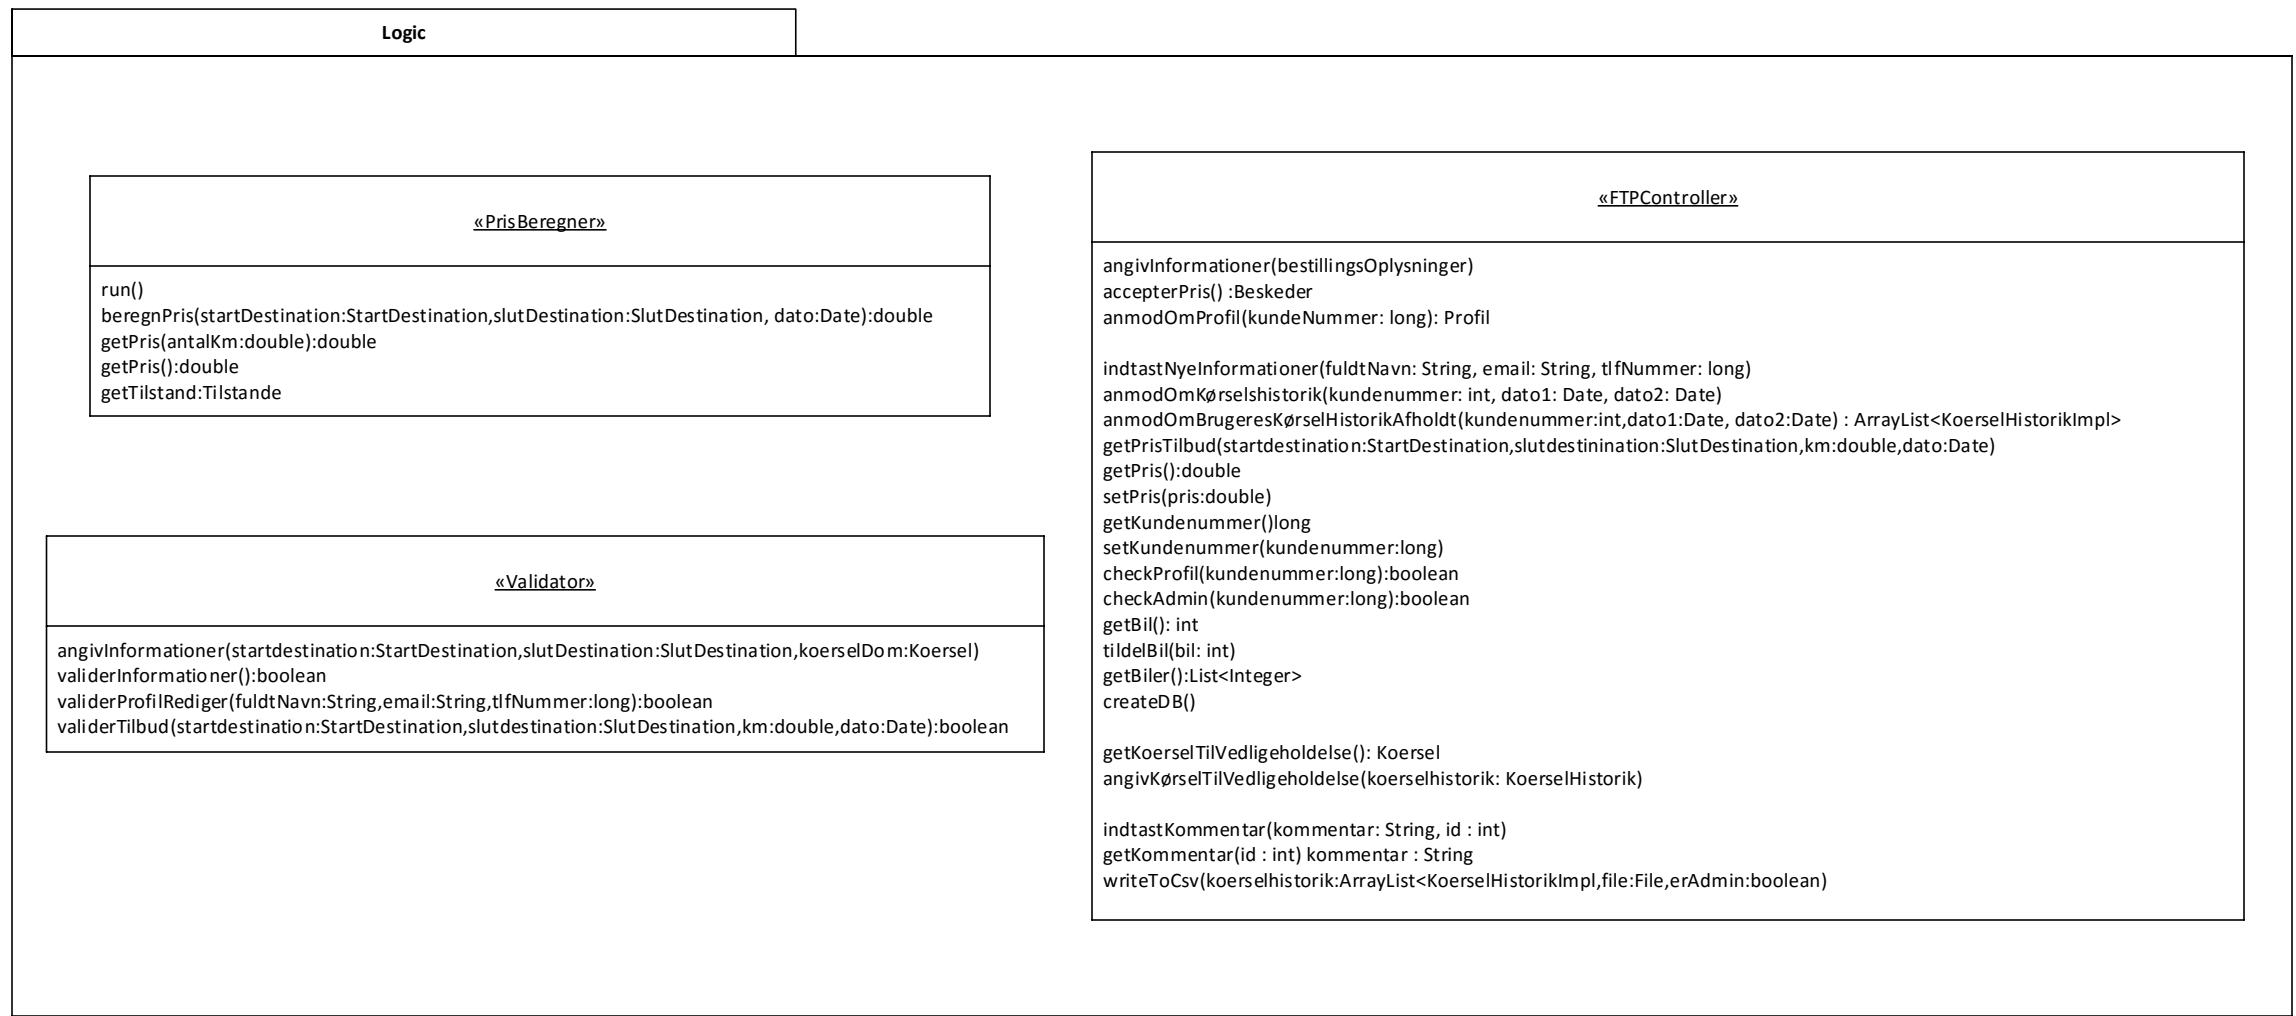 Logic
«PrisBeregner»
run()
beregnPris(startDestination:StartDestination,slutDestination:SlutDestination, dato:Date):double
getPris(antalKm:double):double
getPris():double
getTilstand:Tilstande
«Validator»
angivInformationer(startdestination:StartDestination,slutDestination:SlutDestination,koerselDom:Koersel)
validerInformationer():boolean
validerProfilRediger(fuldtNavn:String,email:String,tlfNummer:long):boolean
validerTilbud(startdestination:StartDestination,slutdestination:SlutDestination,km:double,dato:Date):boolean
«FTPController»
angivInformationer(bestillingsOplysninger)
accepterPris() :Beskeder
anmodOmProfil(kundeNummer: long): Profil
indtastNyeInformationer(fuldtNavn: String, email: String, tlfNummer: long)
anmodOmKørselshistorik(kundenummer: int, dato1: Date, dato2: Date)
anmodOmBrugeresKørselHistorikAfholdt(kundenummer:int,dato1:Date, dato2:Date) : ArrayList<KoerselHistorikImpl>
getPrisTilbud(startdestination:StartDestination,slutdestinination:SlutDestination,km:double,dato:Date)
getPris():double
setPris(pris:double)
getKundenummer()long
setKundenummer(kundenummer:long)
checkProfil(kundenummer:long):boolean
checkAdmin(kundenummer:long):boolean
getBil(): int
tildelBil(bil: int)
getBiler():List<Integer>
createDB()
getKoerselTilVedligeholdelse(): Koersel
angivKørselTilVedligeholdelse(koerselhistorik: KoerselHistorik)
indtastKommentar(kommentar: String, id : int)
getKommentar(id : int) kommentar : String
writeToCsv(koerselhistorik:ArrayList<KoerselHistorikImpl,file:File,erAdmin:boolean)